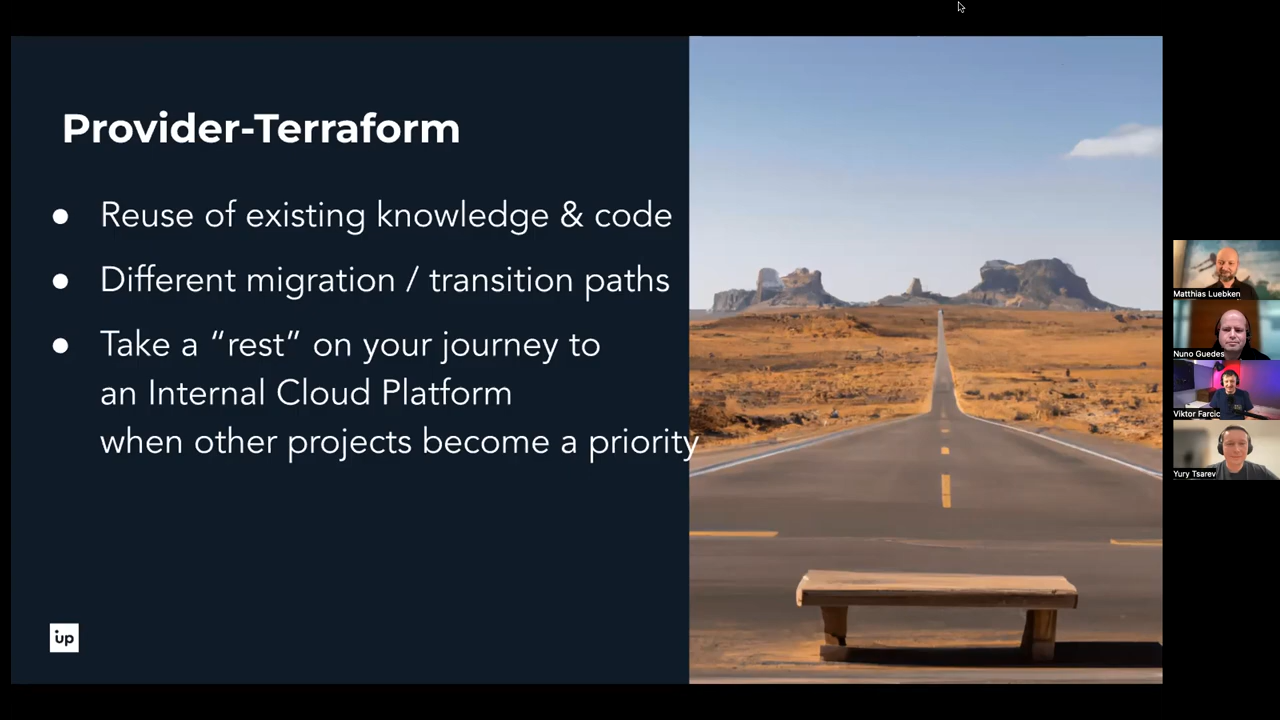 Provider-Terraform
● Reuse of existing knowledge & code
● Different migration / transition paths
● Take a “rest” on your journey to
an Internal Cloud Platform
when other projects become a priority
up
Matthias Luebken
Nuno Guedes
Viktor Farcic
Yury Tsarev